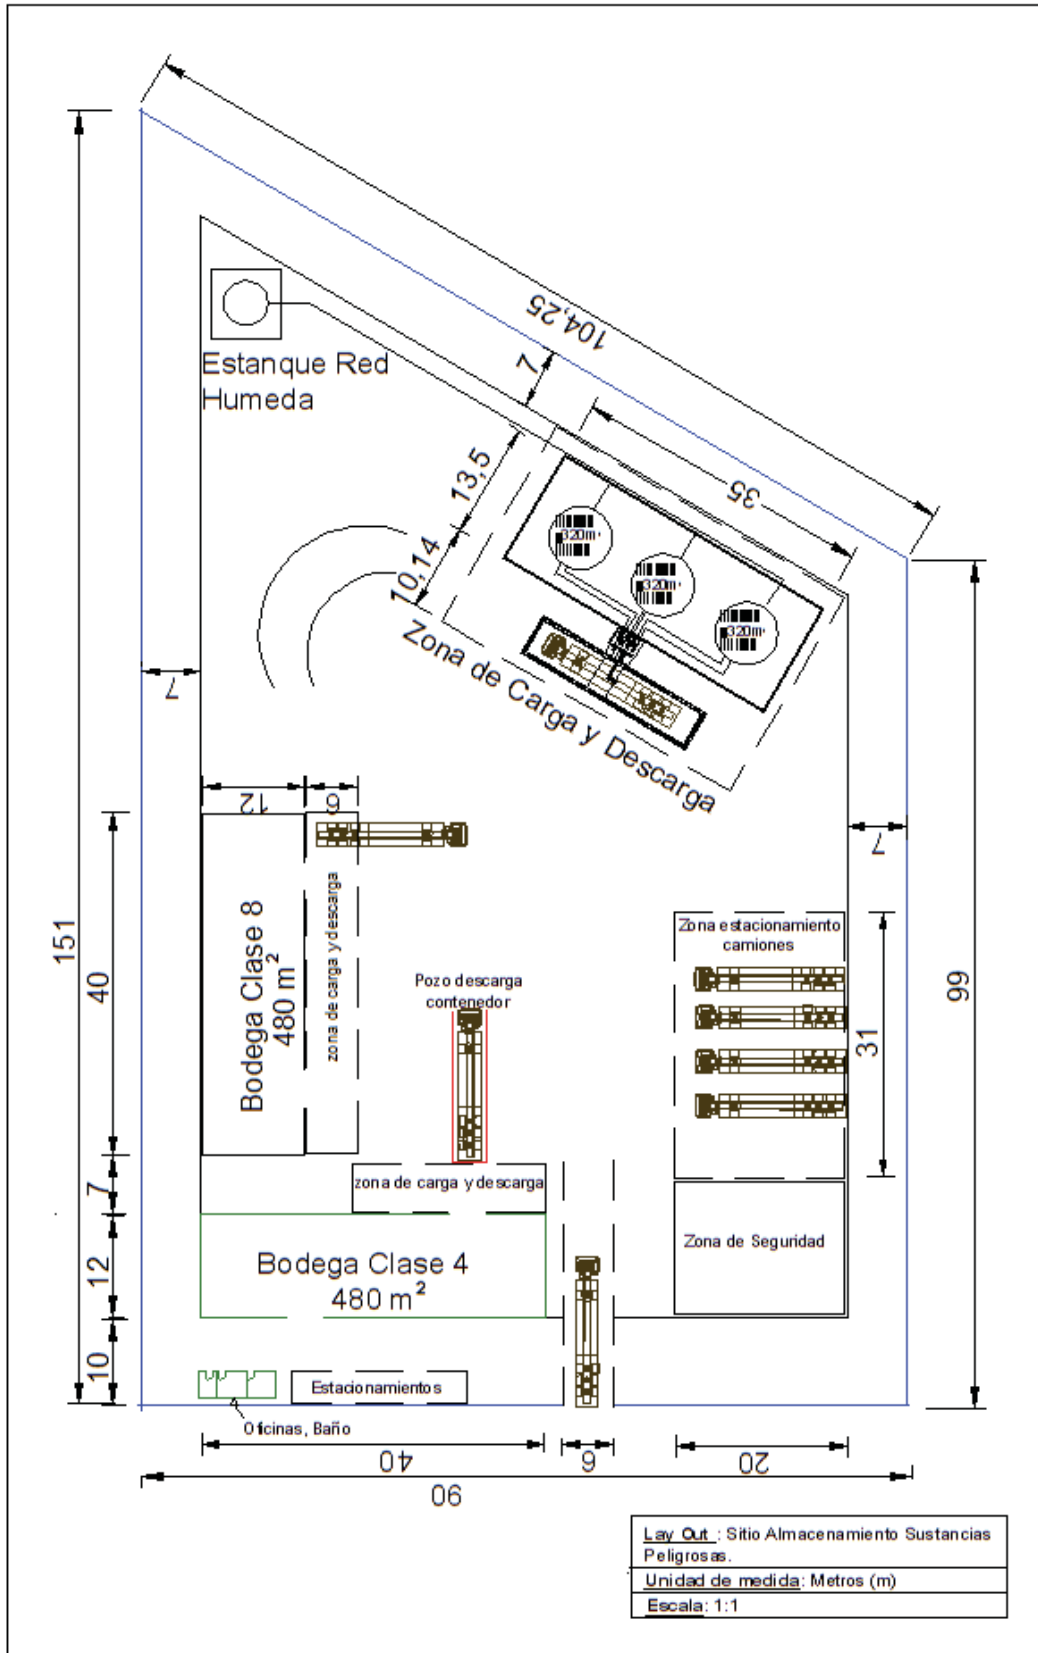 104,25
7
35
Estanque Red
Humeda
13,5
10,14
320m³
320m³
320m³
Zona de Carga y Descarga
7
7
12
6
151
40
Bodega Clase 8
480 m²
zona de carga y descarga
Pozo descarga
contenedor
Zona estacionamiento
camiones
31
99
7
zona de carga y descarga
Zona de Seguridad
12
Bodega Clase 4
480 m²
10
Estacionamientos
Oficinas, Baño
40
6
20
90
Lay Out : Sitio Almacenamiento Sustancias
Peligrosas.
Unidad de medida: Metros (m)
Escala: 1:1